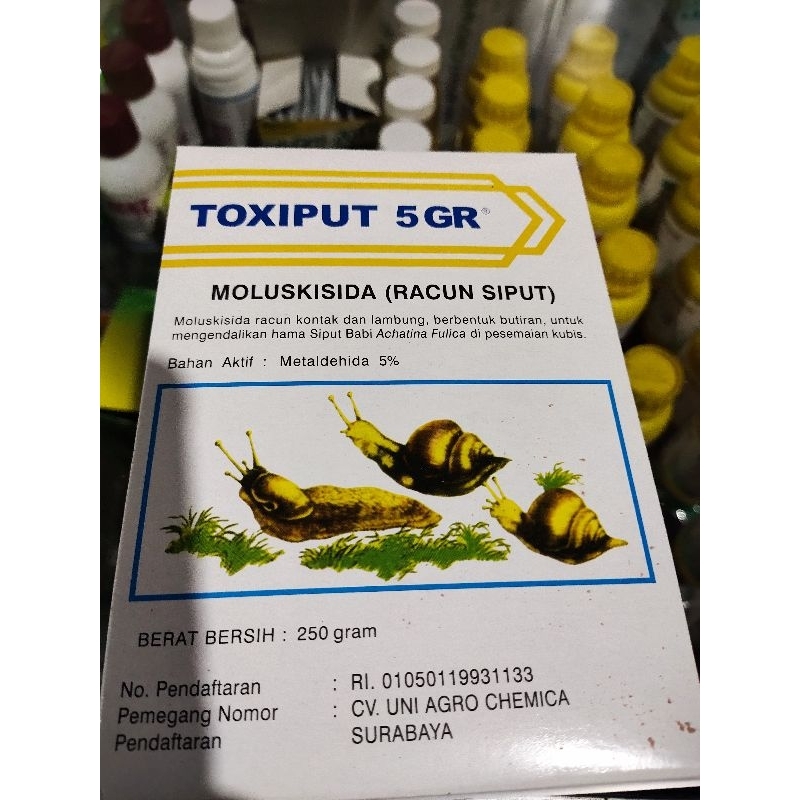 TOXIPUT 5GR®
MOLUSKISIDA (RACUN SIPUT)
Moluskisida racun kontak dan lambung, berbentuk butiran, untuk
mengendalikan hama Siput Babi Achatina Fulica di pesemaian kubis.
Bahan Aktif : Metaldehida 5%
BERAT BERSIH : 250 gram
No. Pendaftaran : RI. 01050119931133
Pemegang Nomor : CV. UNI AGRO CHEMICA
Pendaftaran SURABAYA